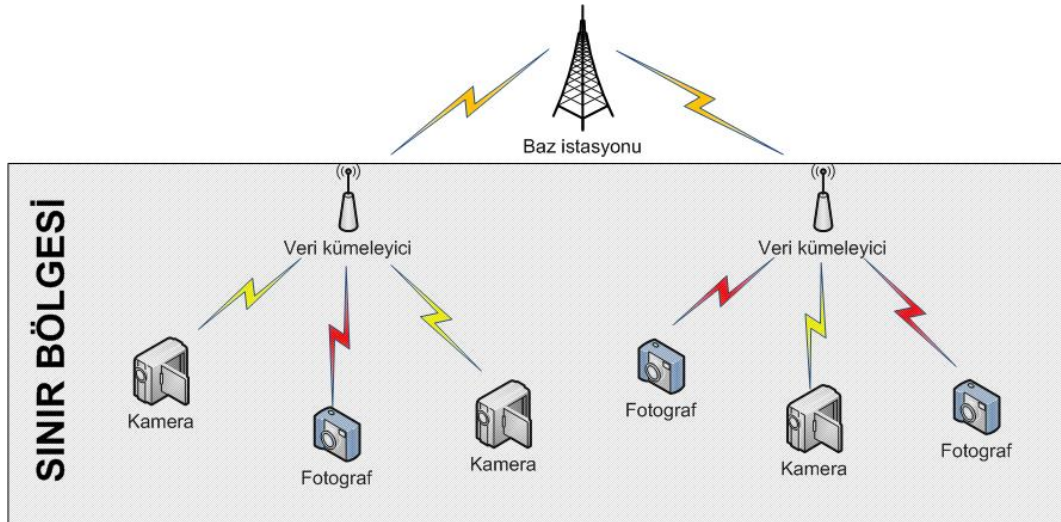 Baz istasyonu
SINIR BÖLGESİ
Veri kümeleyici
Veri kümeleyici
Kamera
Fotograf
Kamera
Fotograf
Kamera
Fotograf